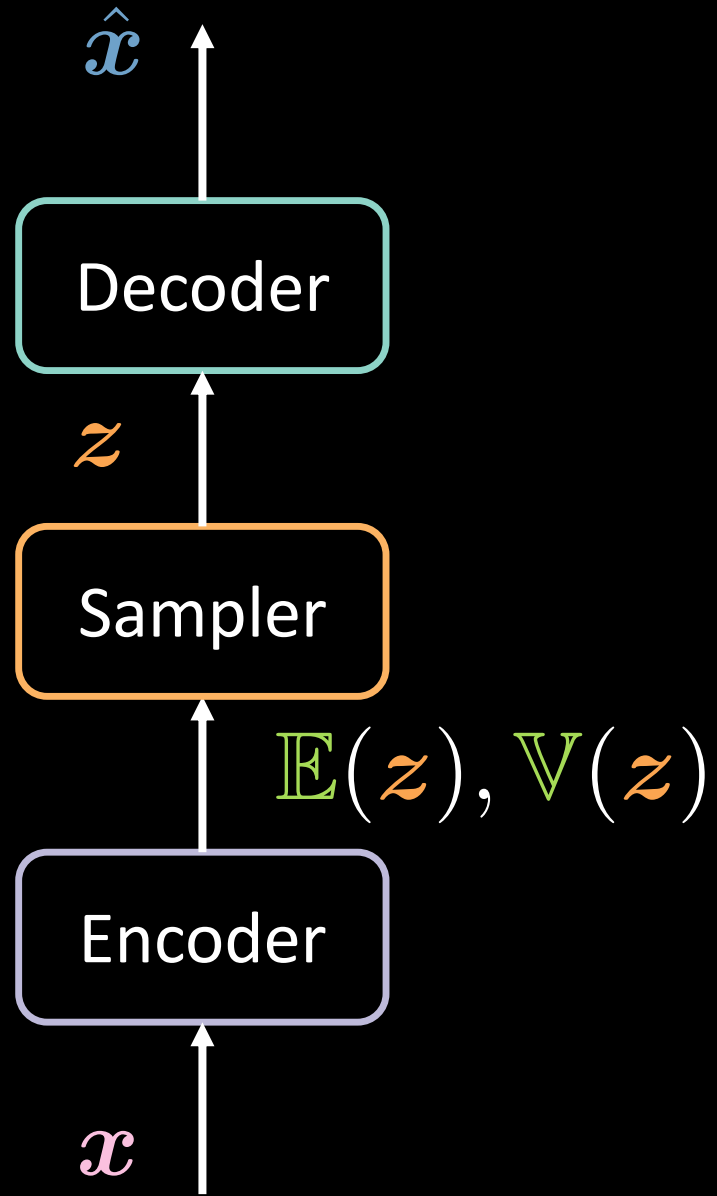 x̂
Decoder
z
Sampler
𝔼(z), 𝕍(z)
Encoder
x